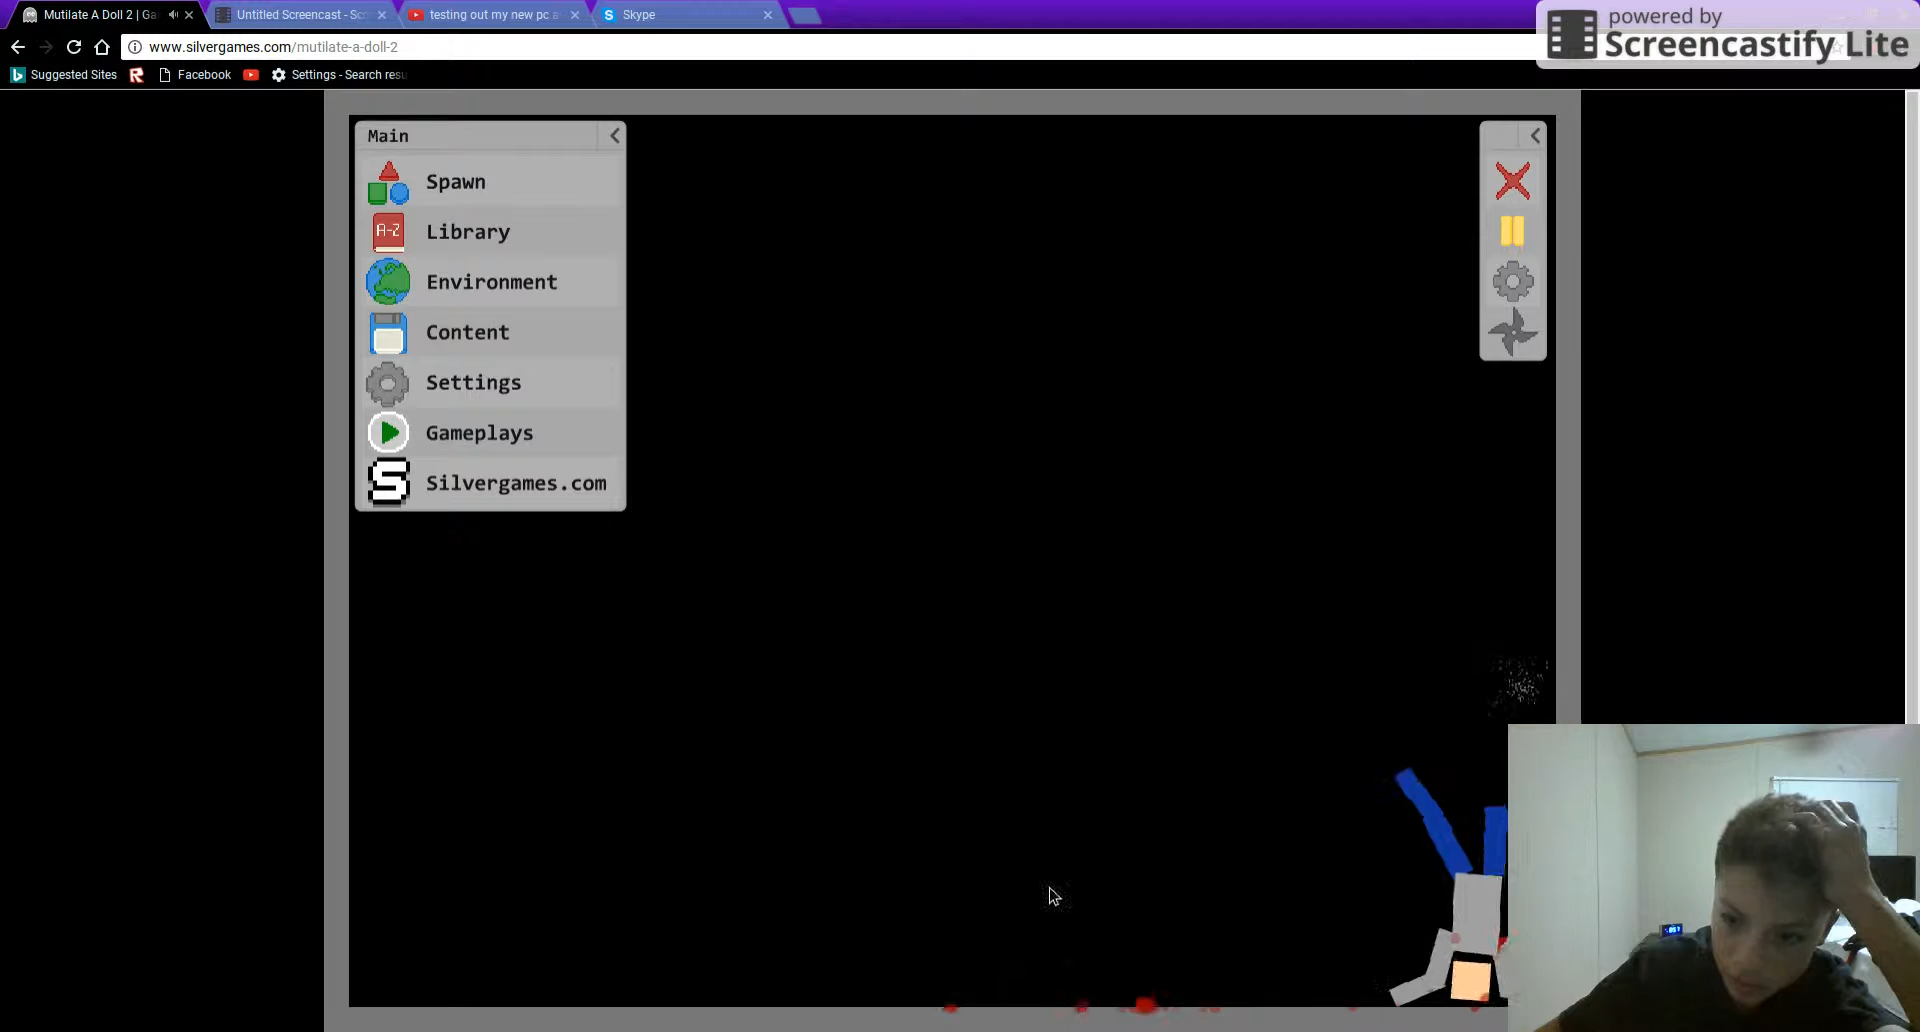 Mutilate A Doll 2 | Ga
Untitled Screencast - Scr
testing out my new pc a
Skype
www.silvergames.com/mutilate-a-doll-2
Suggested Sites
Facebook
Settings - Search resu
powered by
Screencastify Lite
Main
Spawn
A-Z
Library
Environment
Content
Settings
Gameplays
S
Silvergames.com